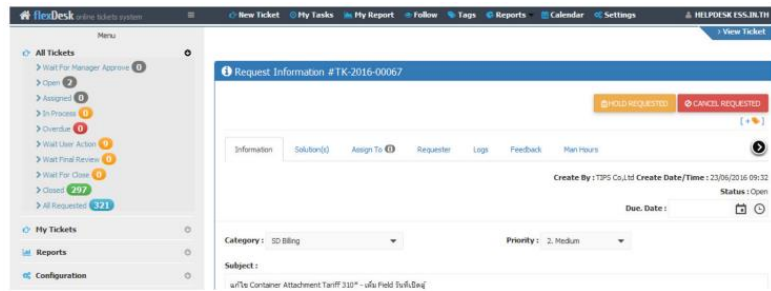 flexDesk online tickets system
New Ticket My Tasks My Report Follow Tags Reports Calendar Settings HELPDESK ESS.IN.TH
Menu
View Ticket
All Tickets
Wait For Manager Approve 0
Open 2
Assigned 0
In Process 0
Overdue 0
Wait User Action 9
Wait Final Review 0
Wait For Close 0
Closed 297
All Requested 321
My Tickets
Reports
Configuration
Request Information #TK-2016-00067
HOLD REQUESTED CANCEL REQUESTED
[ + ]
Information Solution(s) Assign To 0 Requester Logs Feedback Man Hours
Create By : TIPS Co,Ltd Create Date/Time : 23/06/2016 09:32
Status : Open
Due. Date :
Category : SD Billing Priority : 2. Medium
Subject :
แก้ไข Container Attachment Tariff 310* - เพิ่ม Field วันที่เปิดตู้